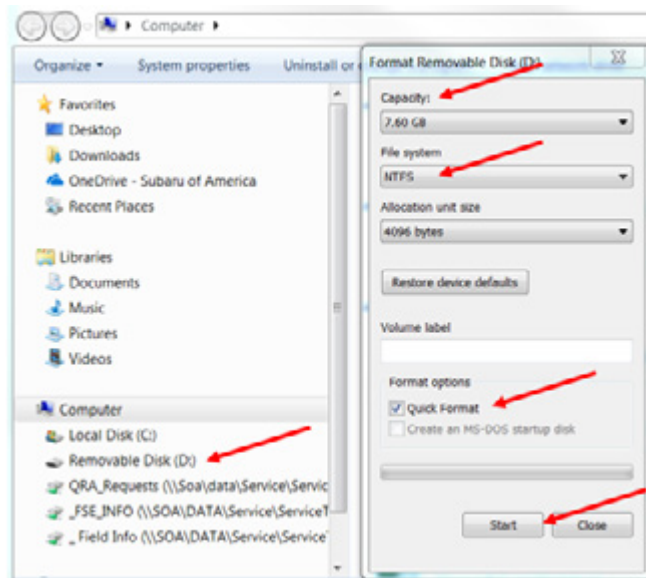 Computer
Organize
System properties
Uninstall or
Favorites
Desktop
Downloads
OneDrive - Subaru of America
Recent Places
Libraries
Documents
Music
Pictures
Videos
Computer
Local Disk (C:)
Removable Disk (D:)
QRA_Requests (\\Soa\data\Service\Servic
_FSE_INFO (\\SOA\DATA\Service\ServiceT
_ Field Info (\\SOA\DATA\Service\Service
Format Removable Disk (D:)
Capacity:
7.60 GB
File system
NTFS
Allocation unit size
4096 bytes
Restore device defaults
Volume label
Format options
Quick Format
Create an MS-DOS startup disk
Start
Close